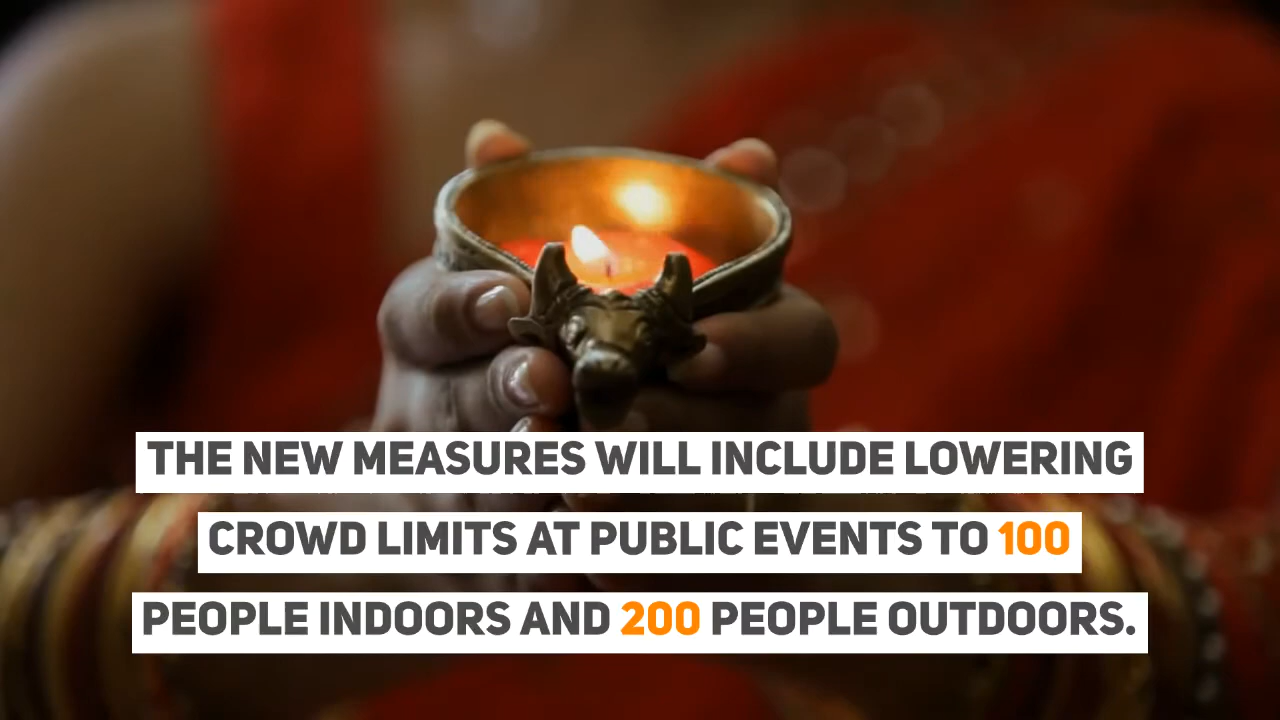 THE NEW MEASURES WILL INCLUDE LOWERING
CROWD LIMITS AT PUBLIC EVENTS TO 100
PEOPLE INDOORS AND 200 PEOPLE OUTDOORS.